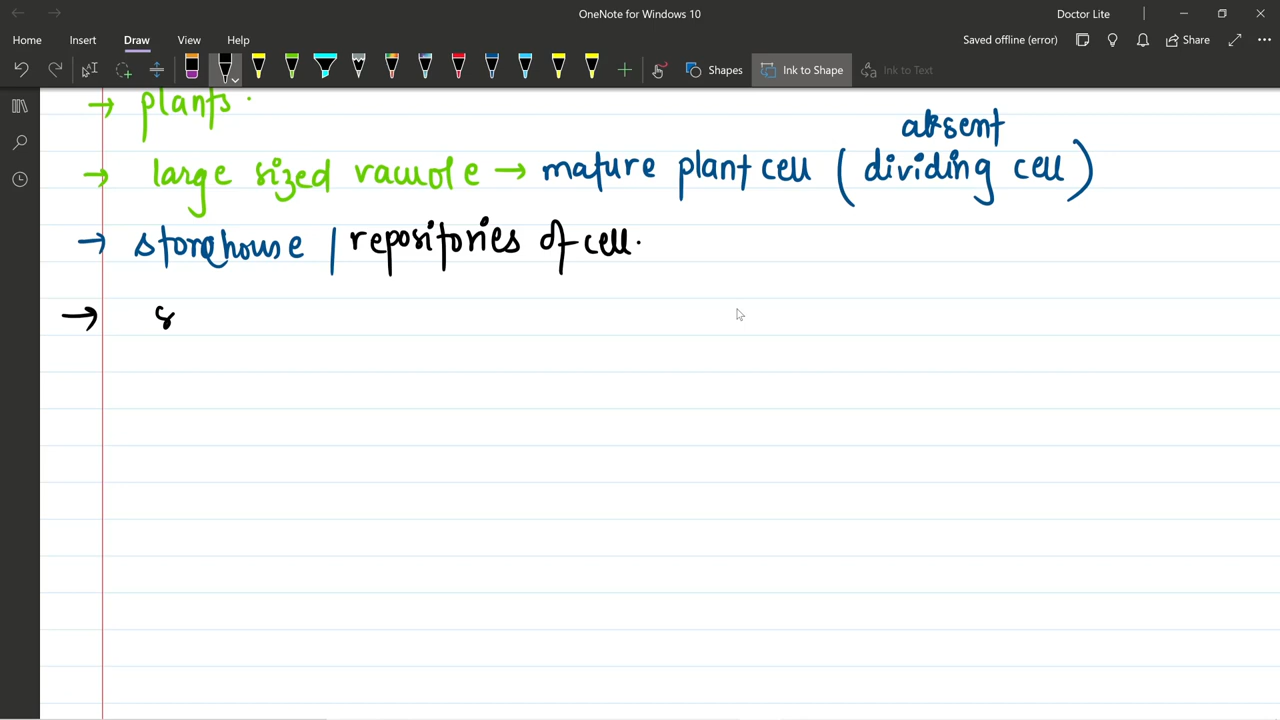 OneNote for Windows 10
Doctor Lite
Home Insert Draw View Help
Saved offline (error) Share
Shapes Ink to Shape Ink to Text
→ plants.
absent
→ large sized vacuole → mature plant cell (dividing cell)
→ storehouse | repositories of cell.
→ s